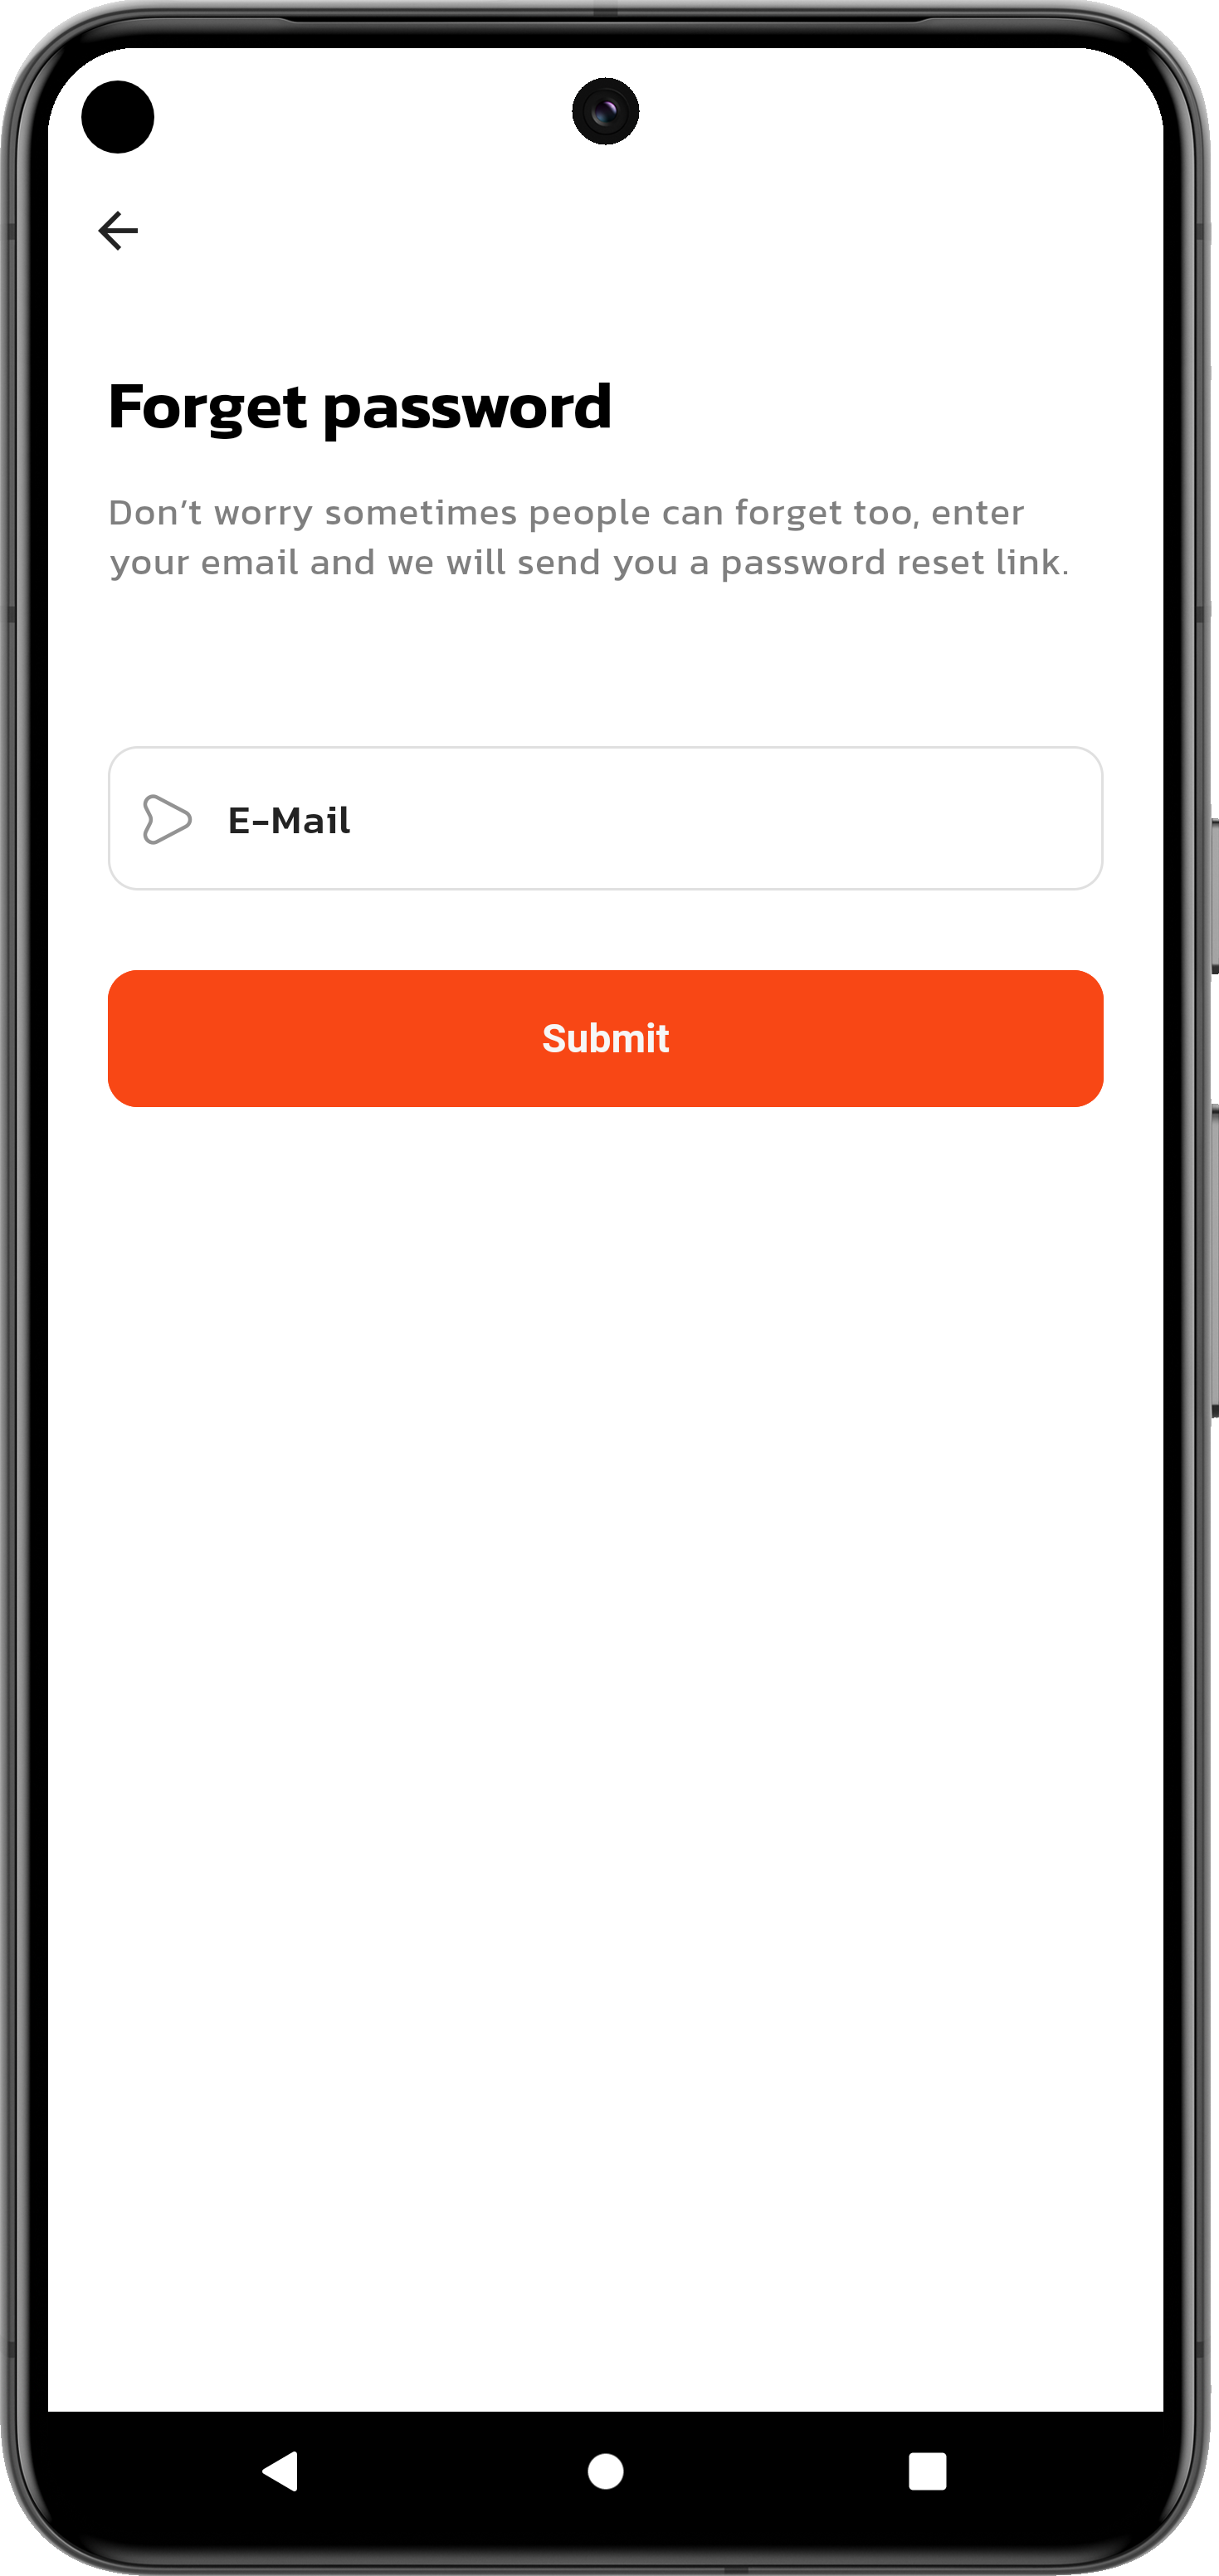 Forget password
Don’t worry sometimes people can forget too, enter
your email and we will send you a password reset link.
E-Mail
Submit